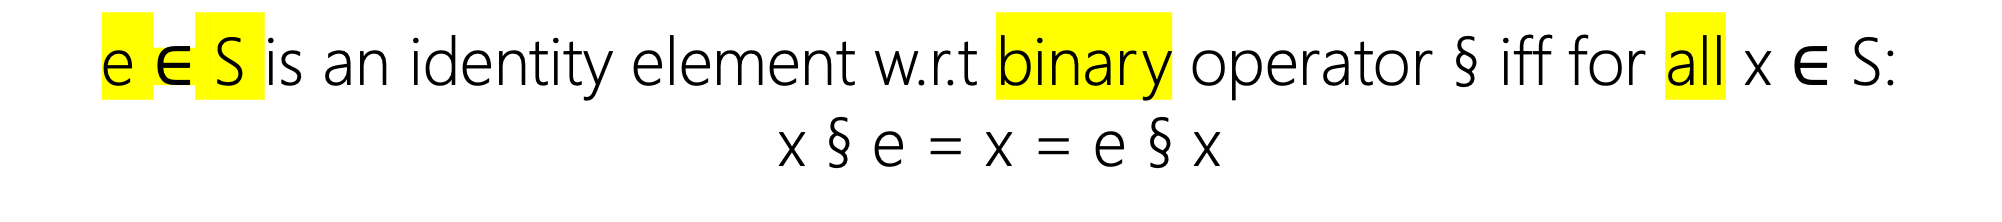 e ∈ S is an identity element w.r.t binary operator § iff for all x ∈ S:
x § e = x = e § x